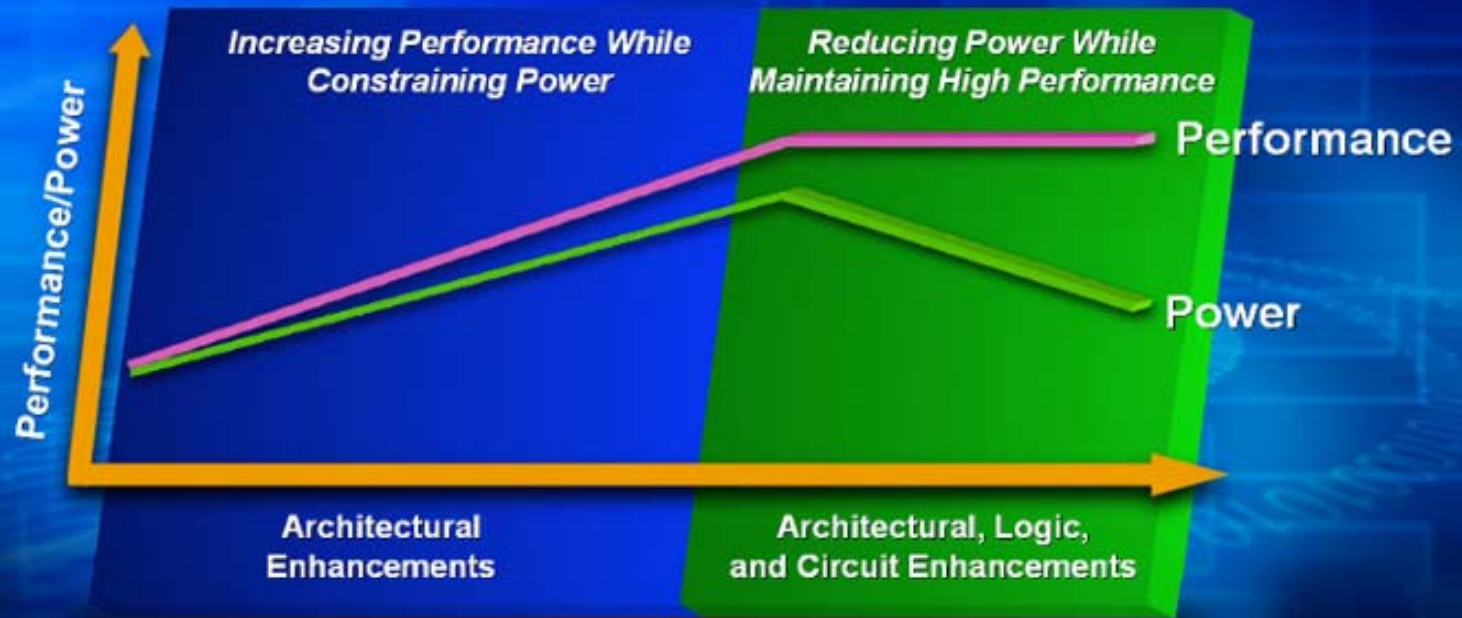 Increasing Performance While
Constraining Power
Reducing Power While
Maintaining High Performance
Performance/Power
Performance
Power
Architectural
Enhancements
Architectural, Logic,
and Circuit Enhancements